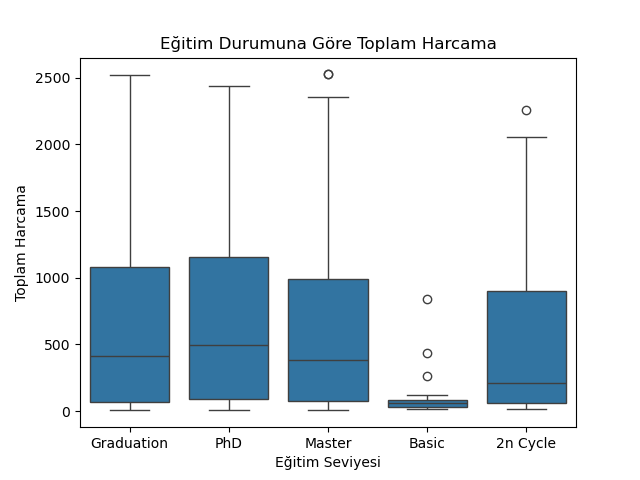 Eğitim Durumuna Göre Toplam Harcama
2500
2000
1500
1000
500
0
Toplam Harcama
Graduation
PhD
Master
Basic
2n Cycle
Eğitim Seviyesi